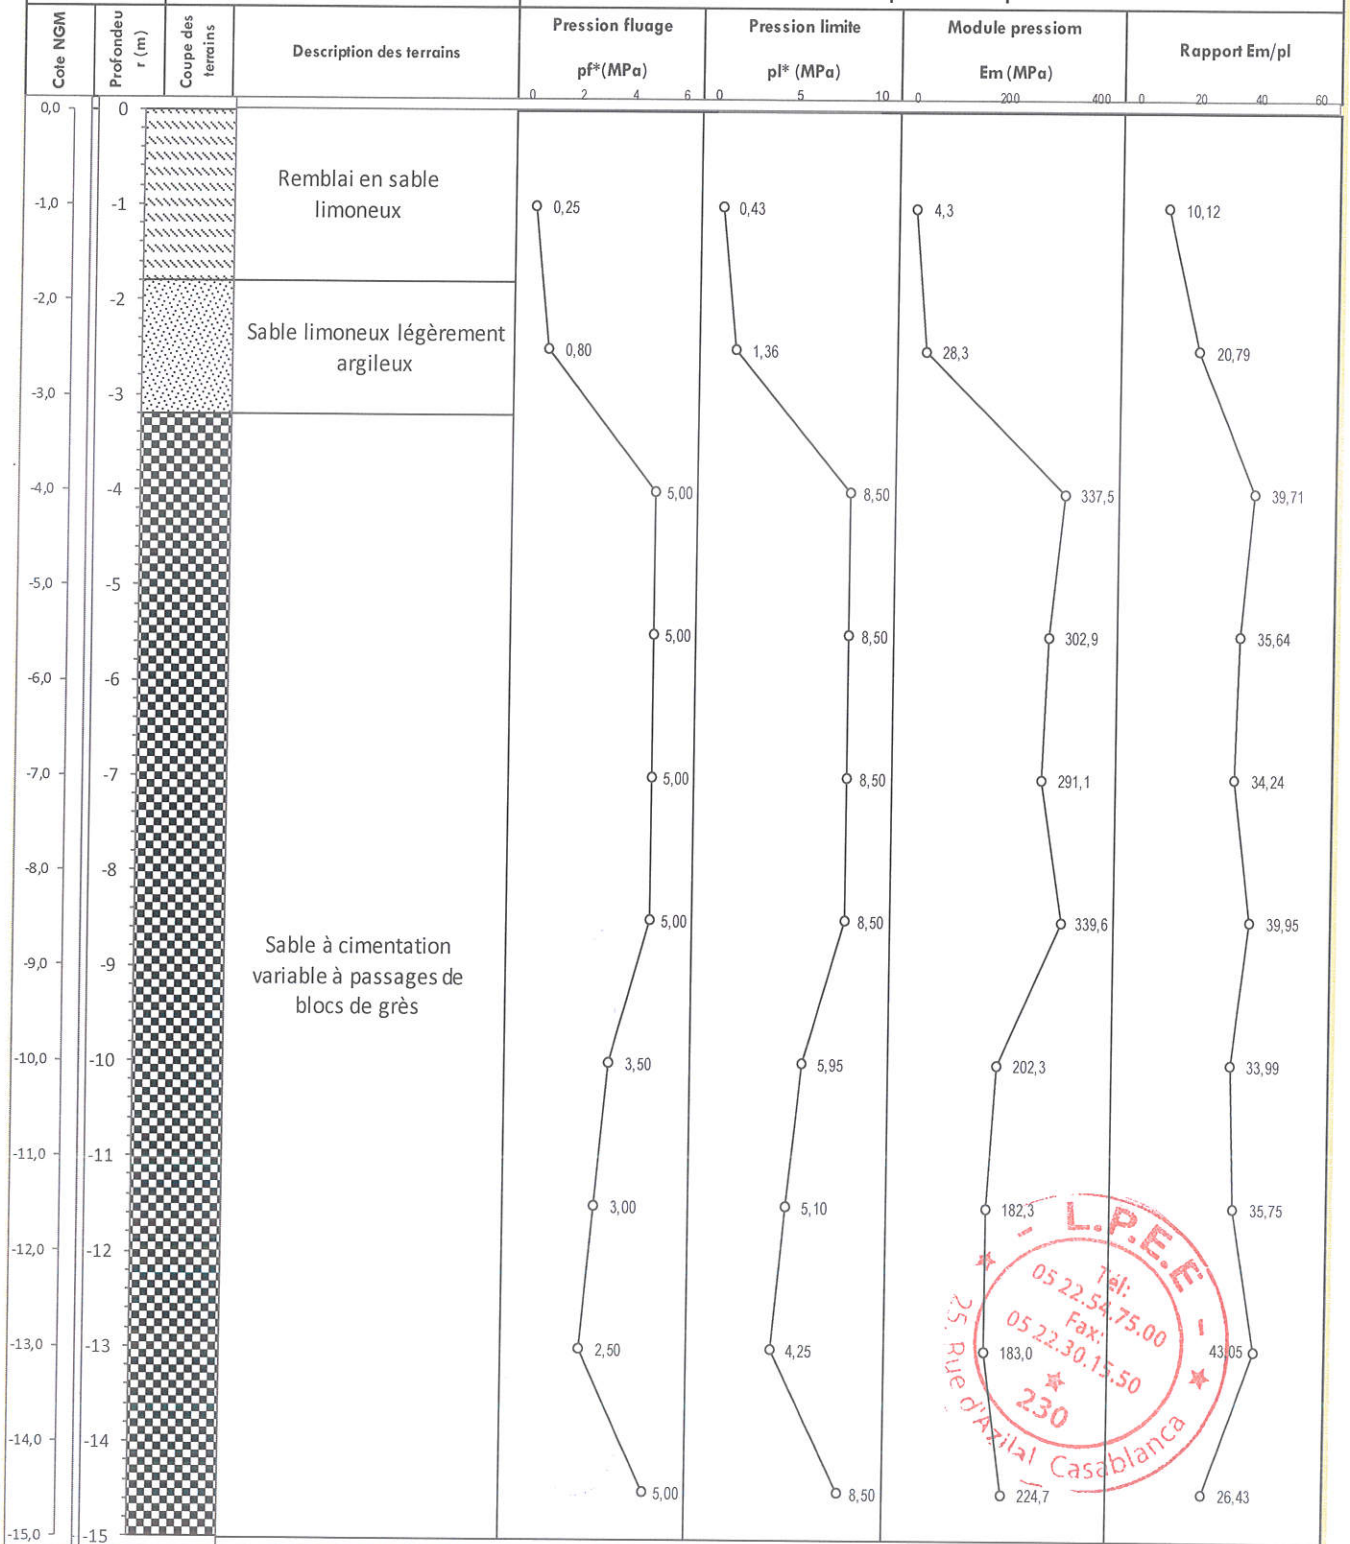 Cote NGM
Profondeu
r (m)
Coupe des
terrains
Description des terrains
Pression fluage
pf*(MPa)
Pression limite
pl* (MPa)
Module pressiom
Em (MPa)
Rapport Em/pl
0 2 4 6 0 5 10 0 200 400 0 20 40 60
0,0 0
Remblai en sable
limoneux
-1,0 -1 0,25 0,43 4,3 10,12
-2,0 -2
Sable limoneux légèrement
argileux
0,80 1,36 28,3 20,79
-3,0 -3
-4,0 -4 5,00 8,50 337,5 39,71
-5,0 -5
5,00 8,50 302,9 35,64
-6,0 -6
-7,0 -7 5,00 8,50 291,1 34,24
-8,0 -8
5,00 8,50 339,6 39,95
Sable à cimentation
variable à passages de
blocs de grès
-9,0 -9
-10,0 -10 3,50 5,95 202,3 33,99
-11,0 -11
3,00 5,10 182,3 35,75
-12,0 -12
-13,0 -13 2,50 4,25 183,0 43,05
-14,0 -14
5,00 8,50 224,7 26,43
-15,0 -15
- L.P.E.E -
Tél:
05 22.54.75.00
Fax:
05 22.30.15.50
230
25, Rue d'Azilal Casablanca